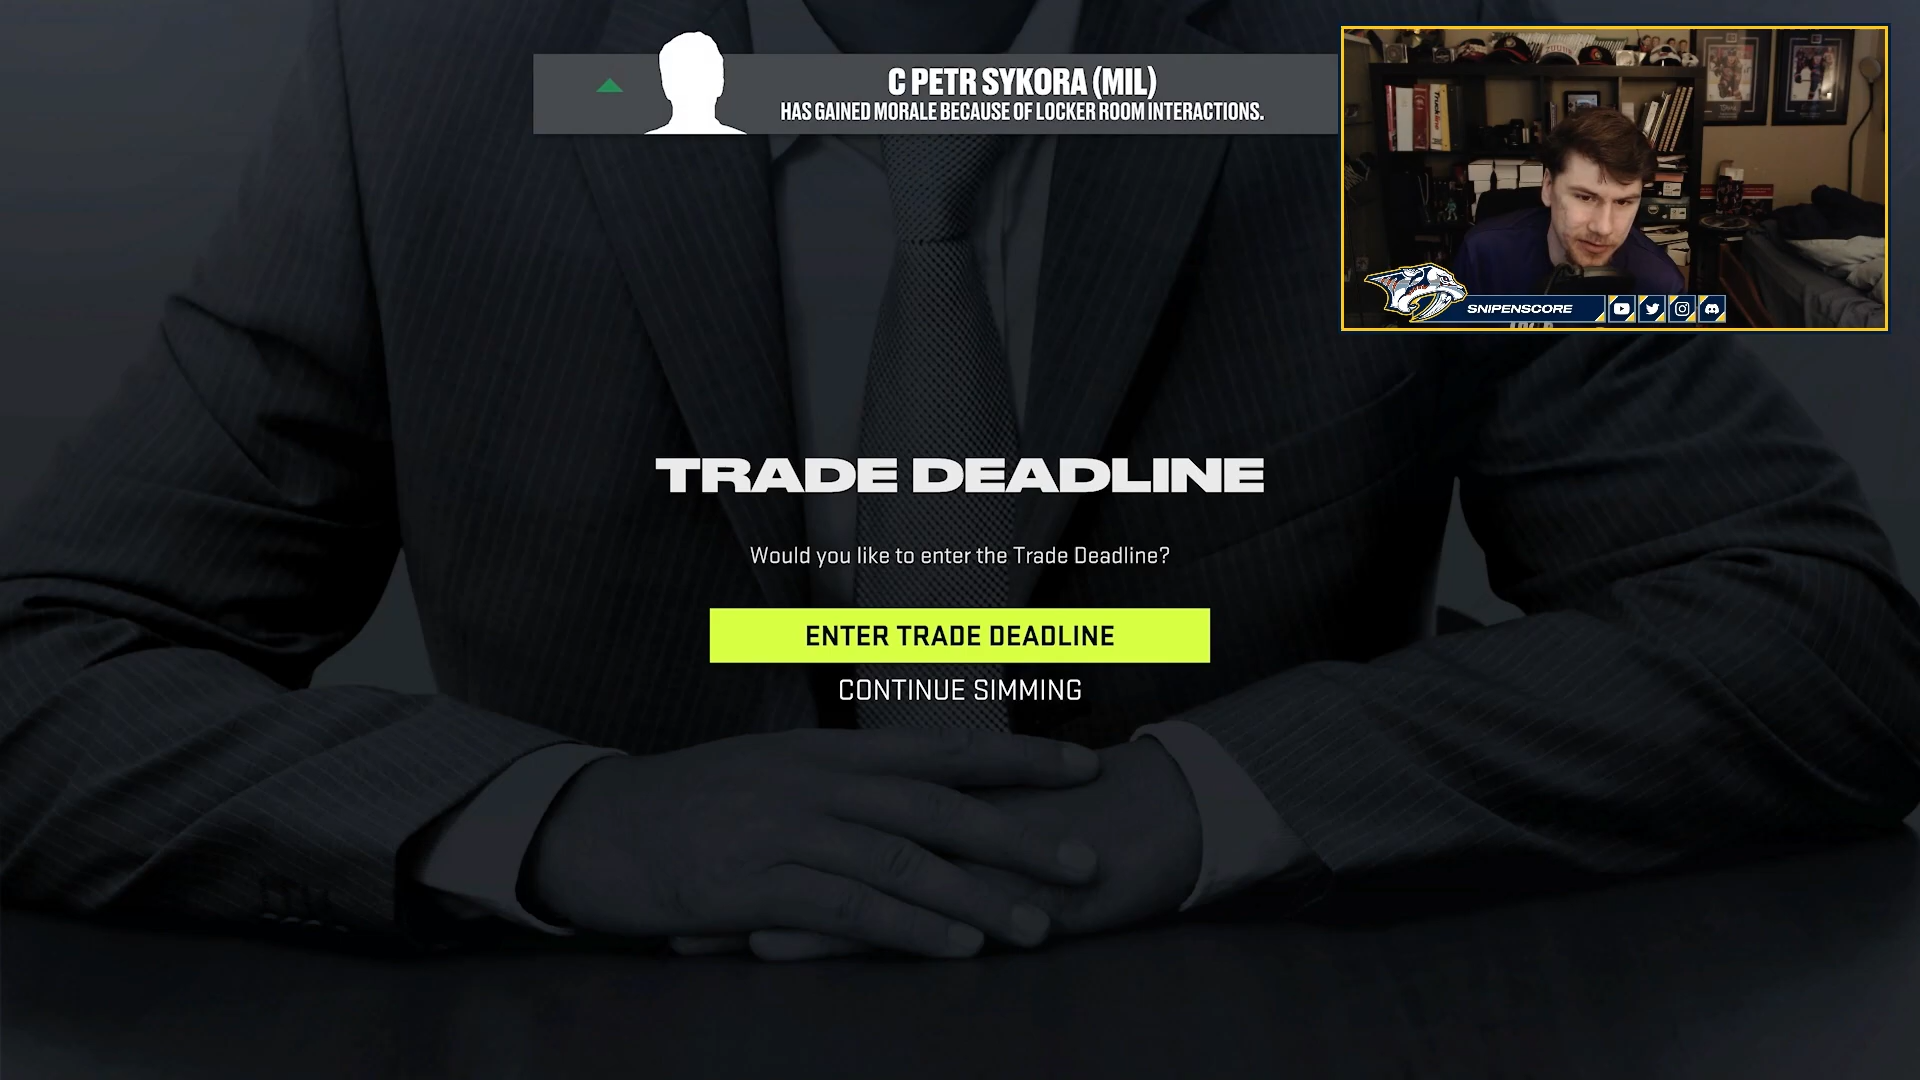 C PETR SYKORA (MIL)
HAS GAINED MORALE BECAUSE OF LOCKER ROOM INTERACTIONS.
SNIPENSCORE
TRADE DEADLINE
Would you like to enter the Trade Deadline?
ENTER TRADE DEADLINE
CONTINUE SIMMING